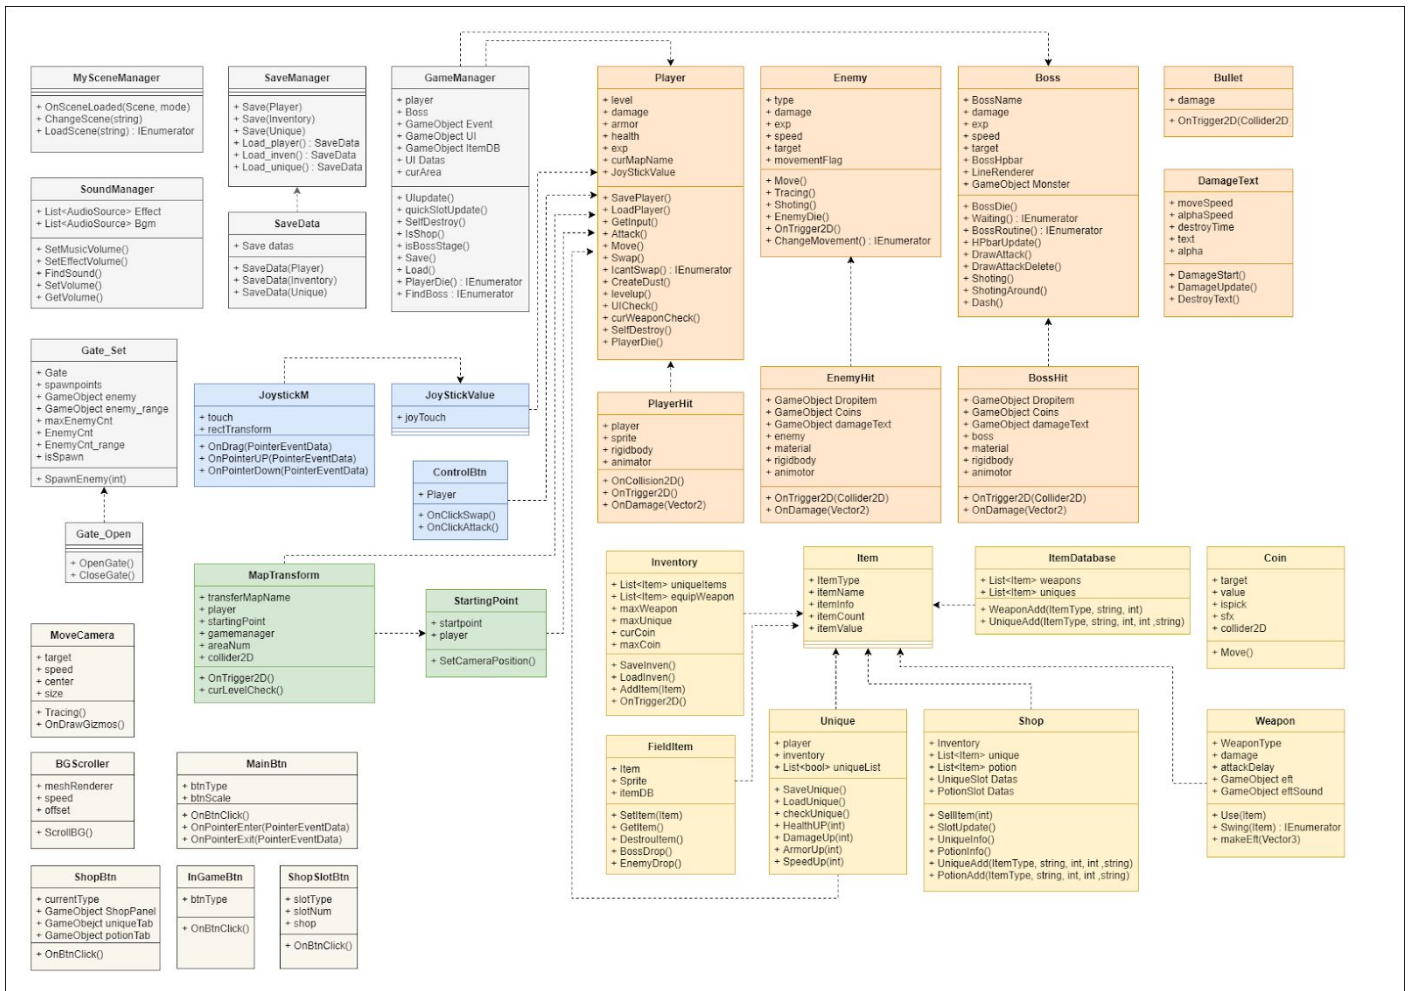 MySceneManager
+ OnSceneLoaded(Scene, mode)
+ ChangeScene(string)
+ LoadScene(string) : IEnumerator
SaveManager
+ Save(Player)
+ Save(Inventory)
+ Save(Unique)
+ Load_player() : SaveData
+ Load_inven() : SaveData
+ Load_unique() : SaveData
GameManager
+ player
+ Boss
+ GameObject Event
+ GameObject UI
+ GameObject ItemDB
+ UI Datas
+ curArea
+ UIupdate()
+ quickSlotUpdate()
+ SelfDestroy()
+ IsShop()
+ isBossStage()
+ Save()
+ Load()
+ PlayerDie() : IEnumerator
+ FindBoss : IEnumerator
Player
+ level
+ damage
+ armor
+ health
+ exp
+ curMapName
+ JoyStickValue
+ SavePlayer()
+ LoadPlayer()
+ GetInput()
+ Attack()
+ Move()
+ Swap()
+ IcantSwap() : IEnumerator
+ CreateDust()
+ levelup()
+ UICheck()
+ curWeaponCheck()
+ SelfDestroy()
+ PlayerDie()
Enemy
+ type
+ damage
+ exp
+ speed
+ target
+ movementFlag
+ Move()
+ Tracing()
+ Shoting()
+ EnemyDie()
+ OnTrigger2D()
+ ChangeMovement() : IEnumerator
Boss
+ BossName
+ damage
+ exp
+ speed
+ target
+ BossHpbar
+ LineRenderer
+ GameObject Monster
+ BossDie()
+ Waiting() : IEnumerator
+ BossRoutine() : IEnumerator
+ HPbarUpdate()
+ DrawAttack()
+ DrawAttackDelete()
+ Shoting()
+ ShotingAround()
+ Dash()
Bullet
+ damage
+ OnTrigger2D(Collider2D
SoundManager
+ List<AudioSource> Effect
+ List<AudioSource> Bgm
+ SetMusicVolume()
+ SetEffectVolume()
+ FindSound()
+ SetVolume()
+ GetVolume()
SaveData
+ Save datas
+ SaveData(Player)
+ SaveData(Inventory)
+ SaveData(Unique)
DamageText
+ moveSpeed
+ alphaSpeed
+ destroyTime
+ text
+ alpha
+ DamageStart()
+ DamageUpdate()
+ DestroyText()
Gate_Set
+ Gate
+ spawnpoints
+ GameObject enemy
+ GameObject enemy_range
+ maxEnemyCnt
+ EnemyCnt
+ EnemyCnt_range
+ isSpawn
+ SpawnEnemy(int)
JoystickM
+ touch
+ rectTransform
+ OnDrag(PointerEventData)
+ OnPointerUP(PointerEventData)
+ OnPointerDown(PointerEventData)
JoyStickValue
+ joyTouch
ControlBtn
+ Player
+ OnClickSwap()
+ OnClickAttack()
PlayerHit
+ player
+ sprite
+ rigidbody
+ animator
+ OnCollision2D()
+ OnTrigger2D()
+ OnDamage(Vector2)
EnemyHit
+ GameObject Dropitem
+ GameObject Coins
+ GameObject damageText
+ enemy
+ material
+ rigidbody
+ animotor
+ OnTrigger2D(Collider2D)
+ OnDamage(Vector2)
BossHit
+ GameObject Dropitem
+ GameObject Coins
+ GameObject damageText
+ boss
+ material
+ rigidbody
+ animotor
+ OnTrigger2D(Collider2D)
+ OnDamage(Vector2)
Gate_Open
+ OpenGate()
+ CloseGate()
MapTransform
+ transferMapName
+ player
+ startingPoint
+ gamemanager
+ areaNum
+ collider2D
+ OnTrigger2D()
+ curLevelCheck()
StartingPoint
+ startpoint
+ player
+ SetCameraPosition()
Inventory
+ List<Item> uniqueItems
+ List<Item> equipWeapon
+ maxWeapon
+ maxUnique
+ curCoin
+ maxCoin
+ SaveInven()
+ LoadInven()
+ AddItem(Item)
+ OnTrigger2D()
Item
+ ItemType
+ itemName
+ itemInfo
+ itemCount
+ itemValue
ItemDatabase
+ List<Item> weapons
+ List<Item> uniques
+ WeaponAdd(ItemType, string, int)
+ UniqueAdd(ItemType, string, int, int ,string)
Coin
+ target
+ value
+ ispick
+ sfx
+ collider2D
+ Move()
MoveCamera
+ target
+ speed
+ center
+ size
+ Tracing()
+ OnDrawGizmos()
BGScroller
+ meshRenderer
+ speed
+ offset
+ ScrollBG()
MainBtn
+ btnType
+ btnScale
+ OnBtnClick()
+ OnPointerEnter(PointerEventData)
+ OnPointerExit(PointerEventData)
FieldItem
+ Item
+ Sprite
+ itemDB
+ SetItem(Item)
+ GetItem()
+ DestrouItem()
+ BossDrop()
+ EnemyDrop()
Unique
+ player
+ inventory
+ List<bool> uniqueList
+ SaveUnique()
+ LoadUnique()
+ checkUnique()
+ HealthUP(int)
+ DamageUp(int)
+ ArmorUp(int)
+ SpeedUp(int)
Shop
+ Inventory
+ List<Item> unique
+ List<Item> potion
+ UniqueSlot Datas
+ PotionSlot Datas
+ SellItem(int)
+ SlotUpdate()
+ UniqueInfo()
+ PotionInfo()
+ UniqueAdd(ItemType, string, int, int ,string)
+ PotionAdd(ItemType, string, int, int ,string)
Weapon
+ WeaponType
+ damage
+ attackDelay
+ GameObject eft
+ GameObject eftSound
+ Use(Item)
+ Swing(Item) : IEnumerator
+ makeEft(Vector3)
ShopBtn
+ currentType
+ GameObject ShopPanel
+ GameObejct uniqueTab
+ GameObject potionTab
+ OnBtnClick()
InGameBtn
+ btnType
+ OnBtnClick()
ShopSlotBtn
+ slotType
+ slotNum
+ shop
+ OnBtnClick()